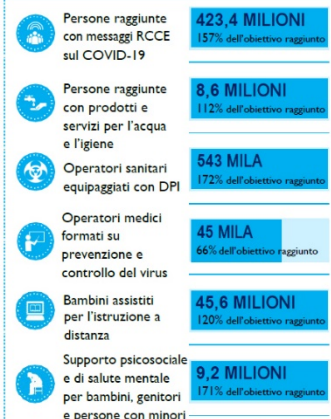 Persone raggiunte
con messaggi RCCE
sul COVID-19
423,4 MILIONI
157% dell'obiettivo raggiunto
Persone raggiunte
con prodotti e
servizi per l'acqua
e l'igiene
8,6 MILIONI
112% dell'obiettivo raggiunto
Operatori sanitari
equipaggiati con DPI
543 MILA
172% dell'obiettivo raggiunto
Operatori medici
formati su
prevenzione e
controllo del virus
45 MILA
66% dell'obiettivo raggiunto
Bambini assistiti
per l'istruzione a
distanza
45,6 MILIONI
120% dell'obiettivo raggiunto
Supporto psicosociale
e di salute mentale
per bambini, genitori
e persone con minori
9,2 MILIONI
171% dell'obiettivo raggiunto